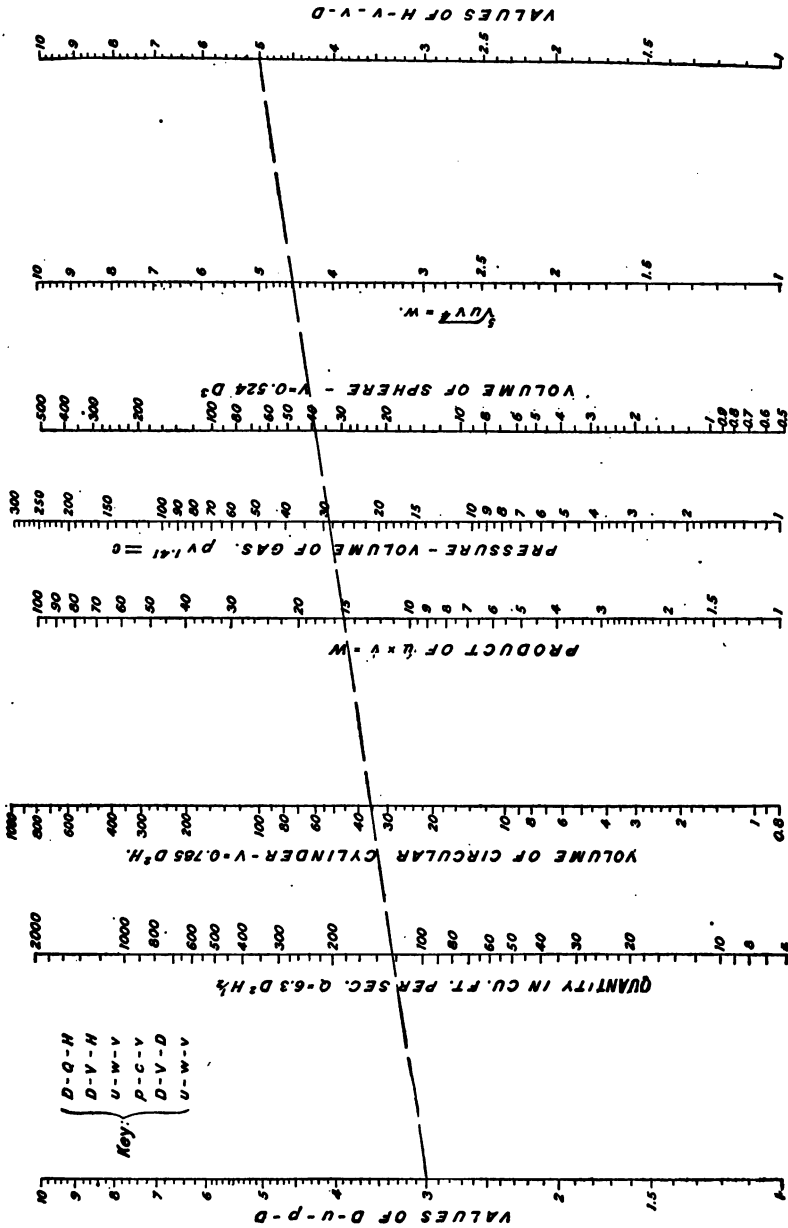 10 9 8 7 6 5 4 3 2.5 2 1.5 1
VALUES OF H-v-v-D
10 9 8 7 6 5 4 3 2.5 2 1.6 1
⁵√uv⁴ = W.
VOLUME OF SPHERE - V=0.524 D³
500 400 300 200 100 80 60 50 40 30 20 10 8 6 5 4 3 2 1 0.9 0.8 0.7 0.6 0.5
300 250 200 150 100 90 80 70 60 50 40 30 20 15 10 9 8 7 6 5 4 3 2 1
PRESSURE - VOLUME OF GAS. pv¹·⁴¹ = c
100 90 80 70 60 50 40 30 20 15 10 9 8 7 6 5 4 3 2 1.5 1
PRODUCT OF u × v = W
1000 800 600 400 300 200 100 80 60 40 30 20 10 8 6 4 3 2 1 0.8
VOLUME OF CIRCULAR CYLINDER - V=0.785 D²H.
2000 1000 800 600 500 400 300 200 100 80 60 50 40 30 20 10 8 6
QUANTITY IN CU. FT. PER SEC. Q=6.3 D²H½
Key:
D-Q-H
D-V-H
u-w-v
p-c-v
D-V-D
u-w-v
10 9 8 7 6 5 4 3 2 1.5 1
VALUES OF D-u-p-D